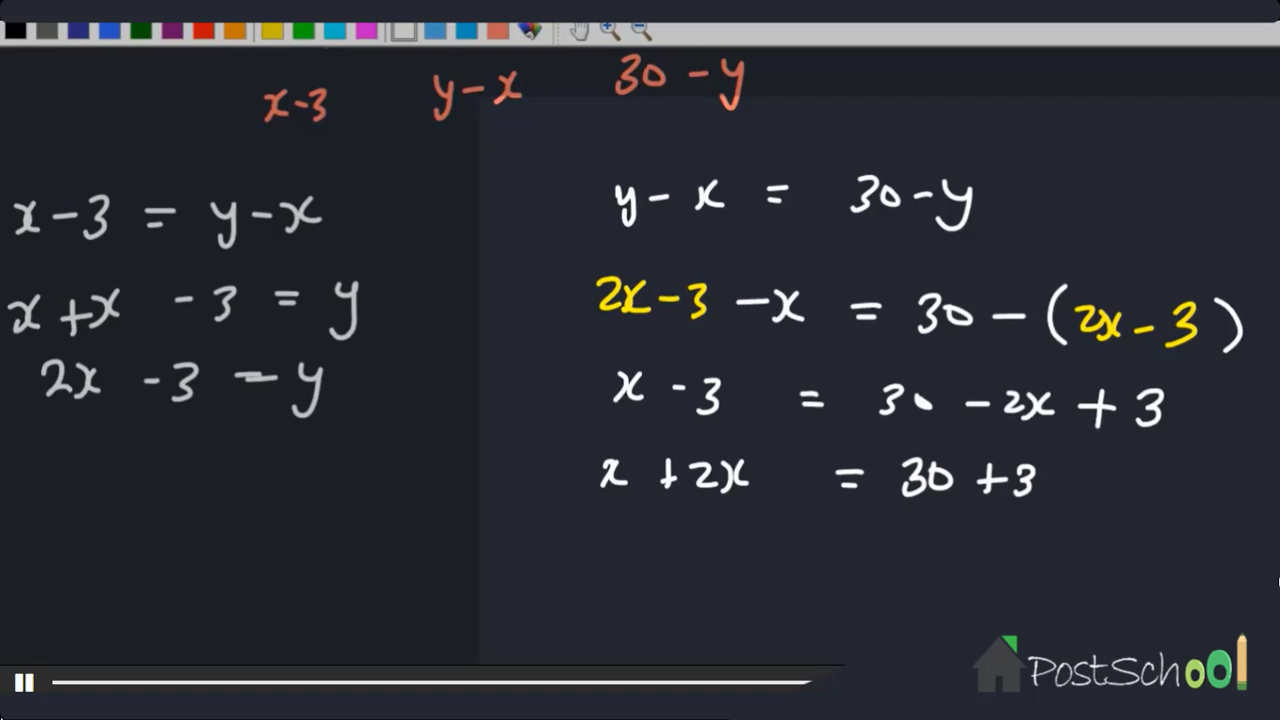 x-3 y-x 30-y
x-3 = y-x
x+x -3 = y
2x -3 = y
y-x = 30-y
2x-3 -x = 30-(2x-3)
x -3 = 30 -2x +3
x +2x = 30 +3
PostSchool